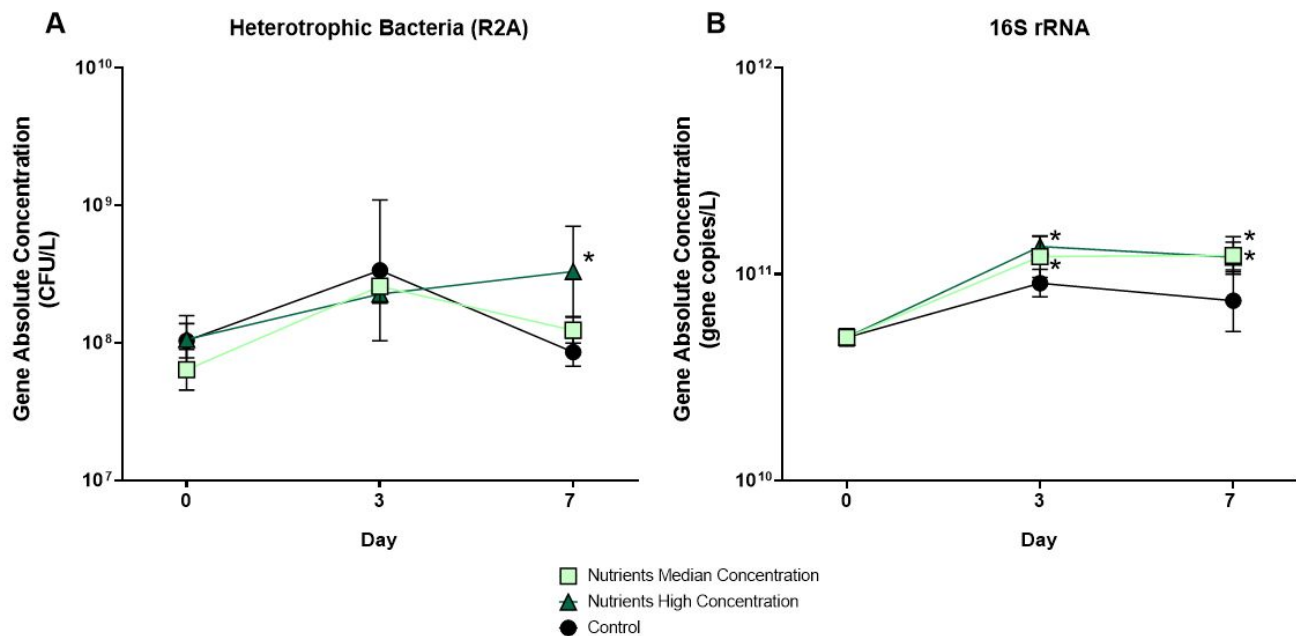 A
Heterotrophic Bacteria (R2A)
Gene Absolute Concentration
(CFU/L)
10¹⁰
10⁹
10⁸
10⁷
*
0
3
7
Day
B
16S rRNA
Gene Absolute Concentration
(gene copies/L)
10¹²
10¹¹
10¹⁰
*
*
*
*
0
3
7
Day
Nutrients Median Concentration
Nutrients High Concentration
Control